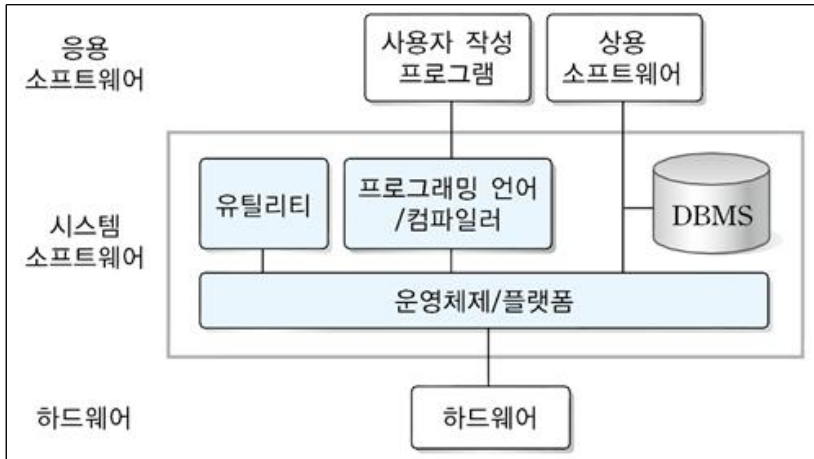 응용
소프트웨어
사용자 작성
프로그램
상용
소프트웨어
시스템
소프트웨어
유틸리티
프로그래밍 언어
/컴파일러
DBMS
운영체제/플랫폼
하드웨어
하드웨어